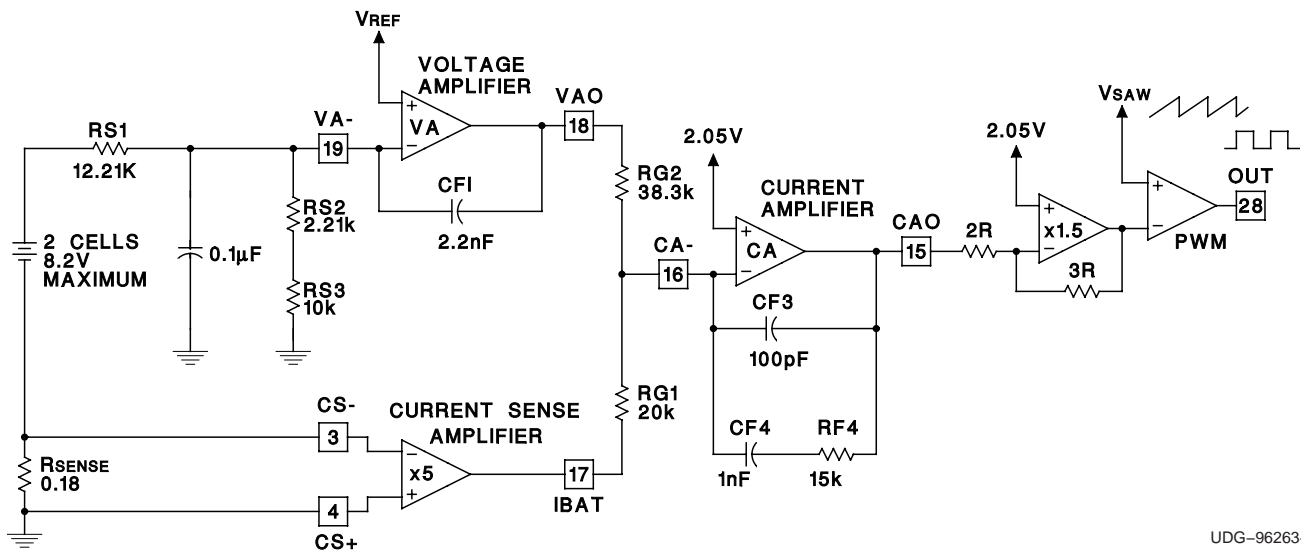 VREF
VOLTAGE
AMPLIFIER
VA-
19
+
VA
−
VAO
18
RS1
12.21K
CFI
2.2nF
RG2
38.3k
RS2
2.21k
0.1µF
RS3
10k
2 CELLS
8.2V
MAXIMUM
2.05V
CURRENT
AMPLIFIER
CA-
16
+
CA
−
CAO
15
CF3
100pF
CF4
1nF
RF4
15k
2R
2.05V
+
x1.5
−
3R
VSAW
+
−
PWM
OUT
28
RG1
20k
CURRENT SENSE
AMPLIFIER
CS-
3
−
x5
+
17
IBAT
RSENSE
0.18
4
CS+
UDG–96263